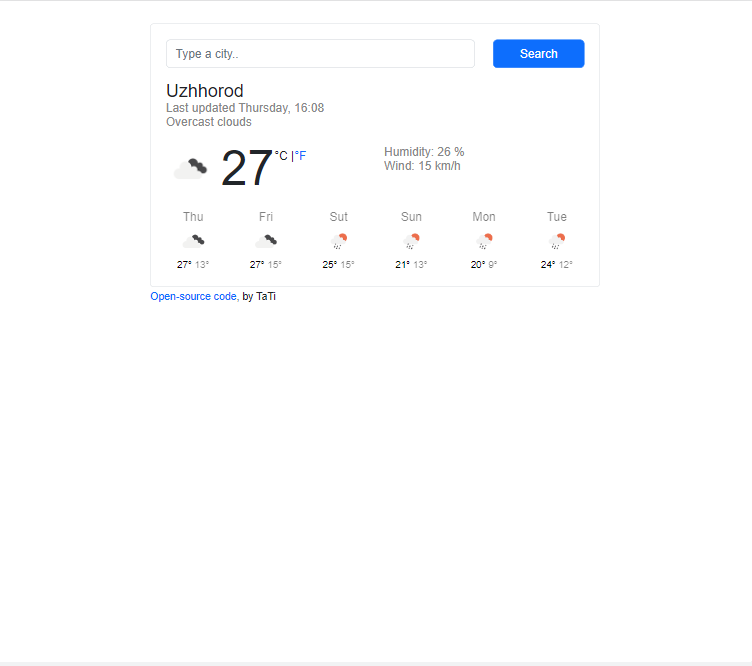 Type a city.. Search
Uzhhorod
Last updated Thursday, 16:08
Overcast clouds
27 °C |°F Humidity: 26 %
Wind: 15 km/h
Thu Fri Sut Sun Mon Tue
27° 13° 27° 15° 25° 15° 21° 13° 20° 9° 24° 12°
Open-source code, by TaTi